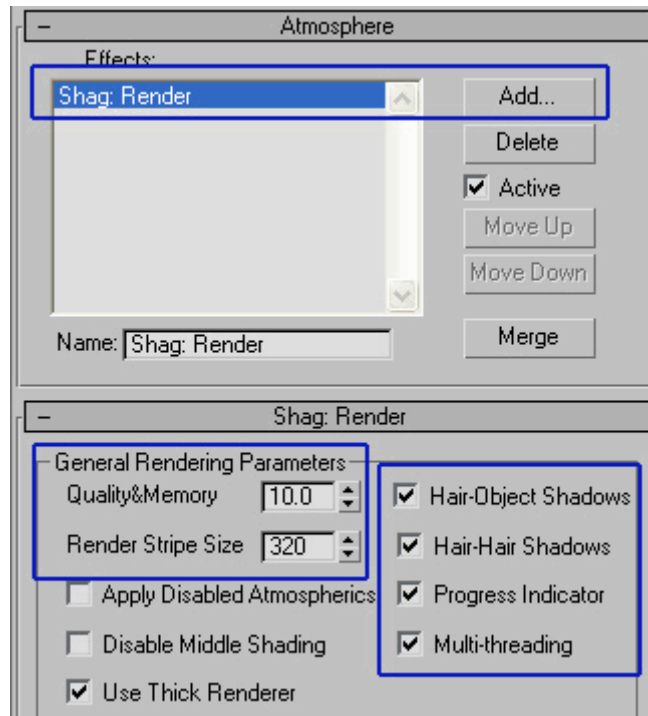 Atmosphere
Effects:
Shag: Render
Add...
Delete
Active
Move Up
Move Down
Name: Shag: Render
Merge
Shag: Render
General Rendering Parameters
Quality&Memory 10.0
Hair-Object Shadows
Render Stripe Size 320
Hair-Hair Shadows
Apply Disabled Atmospherics
Progress Indicator
Disable Middle Shading
Multi-threading
Use Thick Renderer